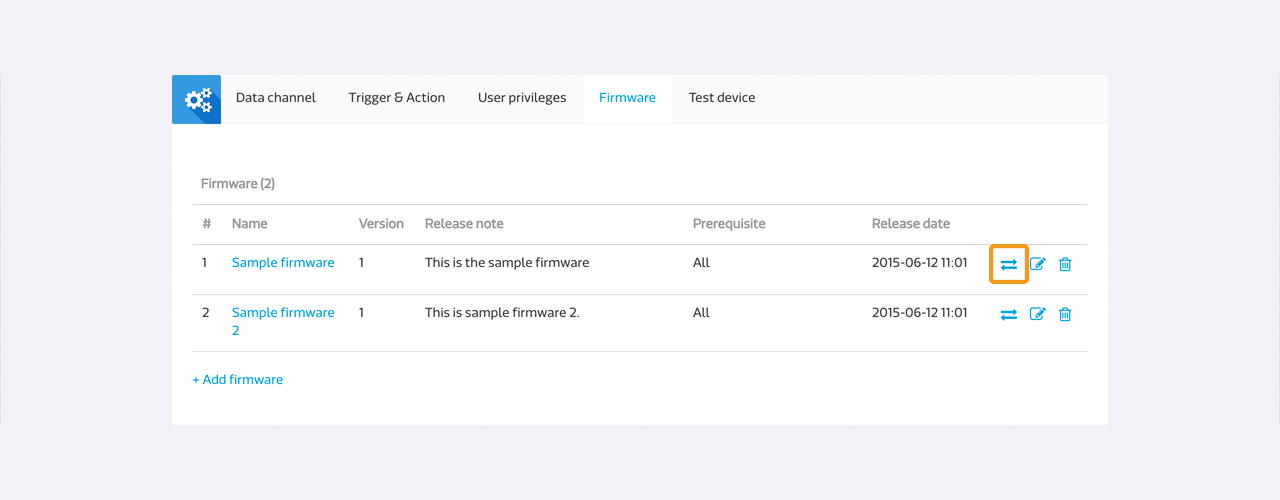 Data channel Trigger & Action User privileges Firmware Test device
Firmware (2)
# Name Version Release note Prerequisite Release date
1 Sample firmware 1 This is the sample firmware All 2015-06-12 11:01
2 Sample firmware 1 This is sample firmware 2. All 2015-06-12 11:01
2
+ Add firmware